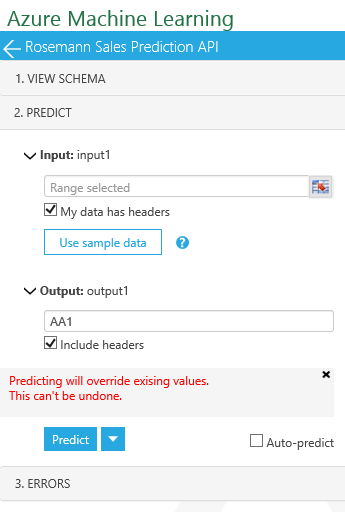 Azure Machine Learning
Rosemann Sales Prediction API
1. VIEW SCHEMA
2. PREDICT
Input: input1
Range selected
My data has headers
Use sample data ?
Output: output1
AA1
Include headers
Predicting will override exising values.
This can't be undone.
Predict
Auto-predict
3. ERRORS